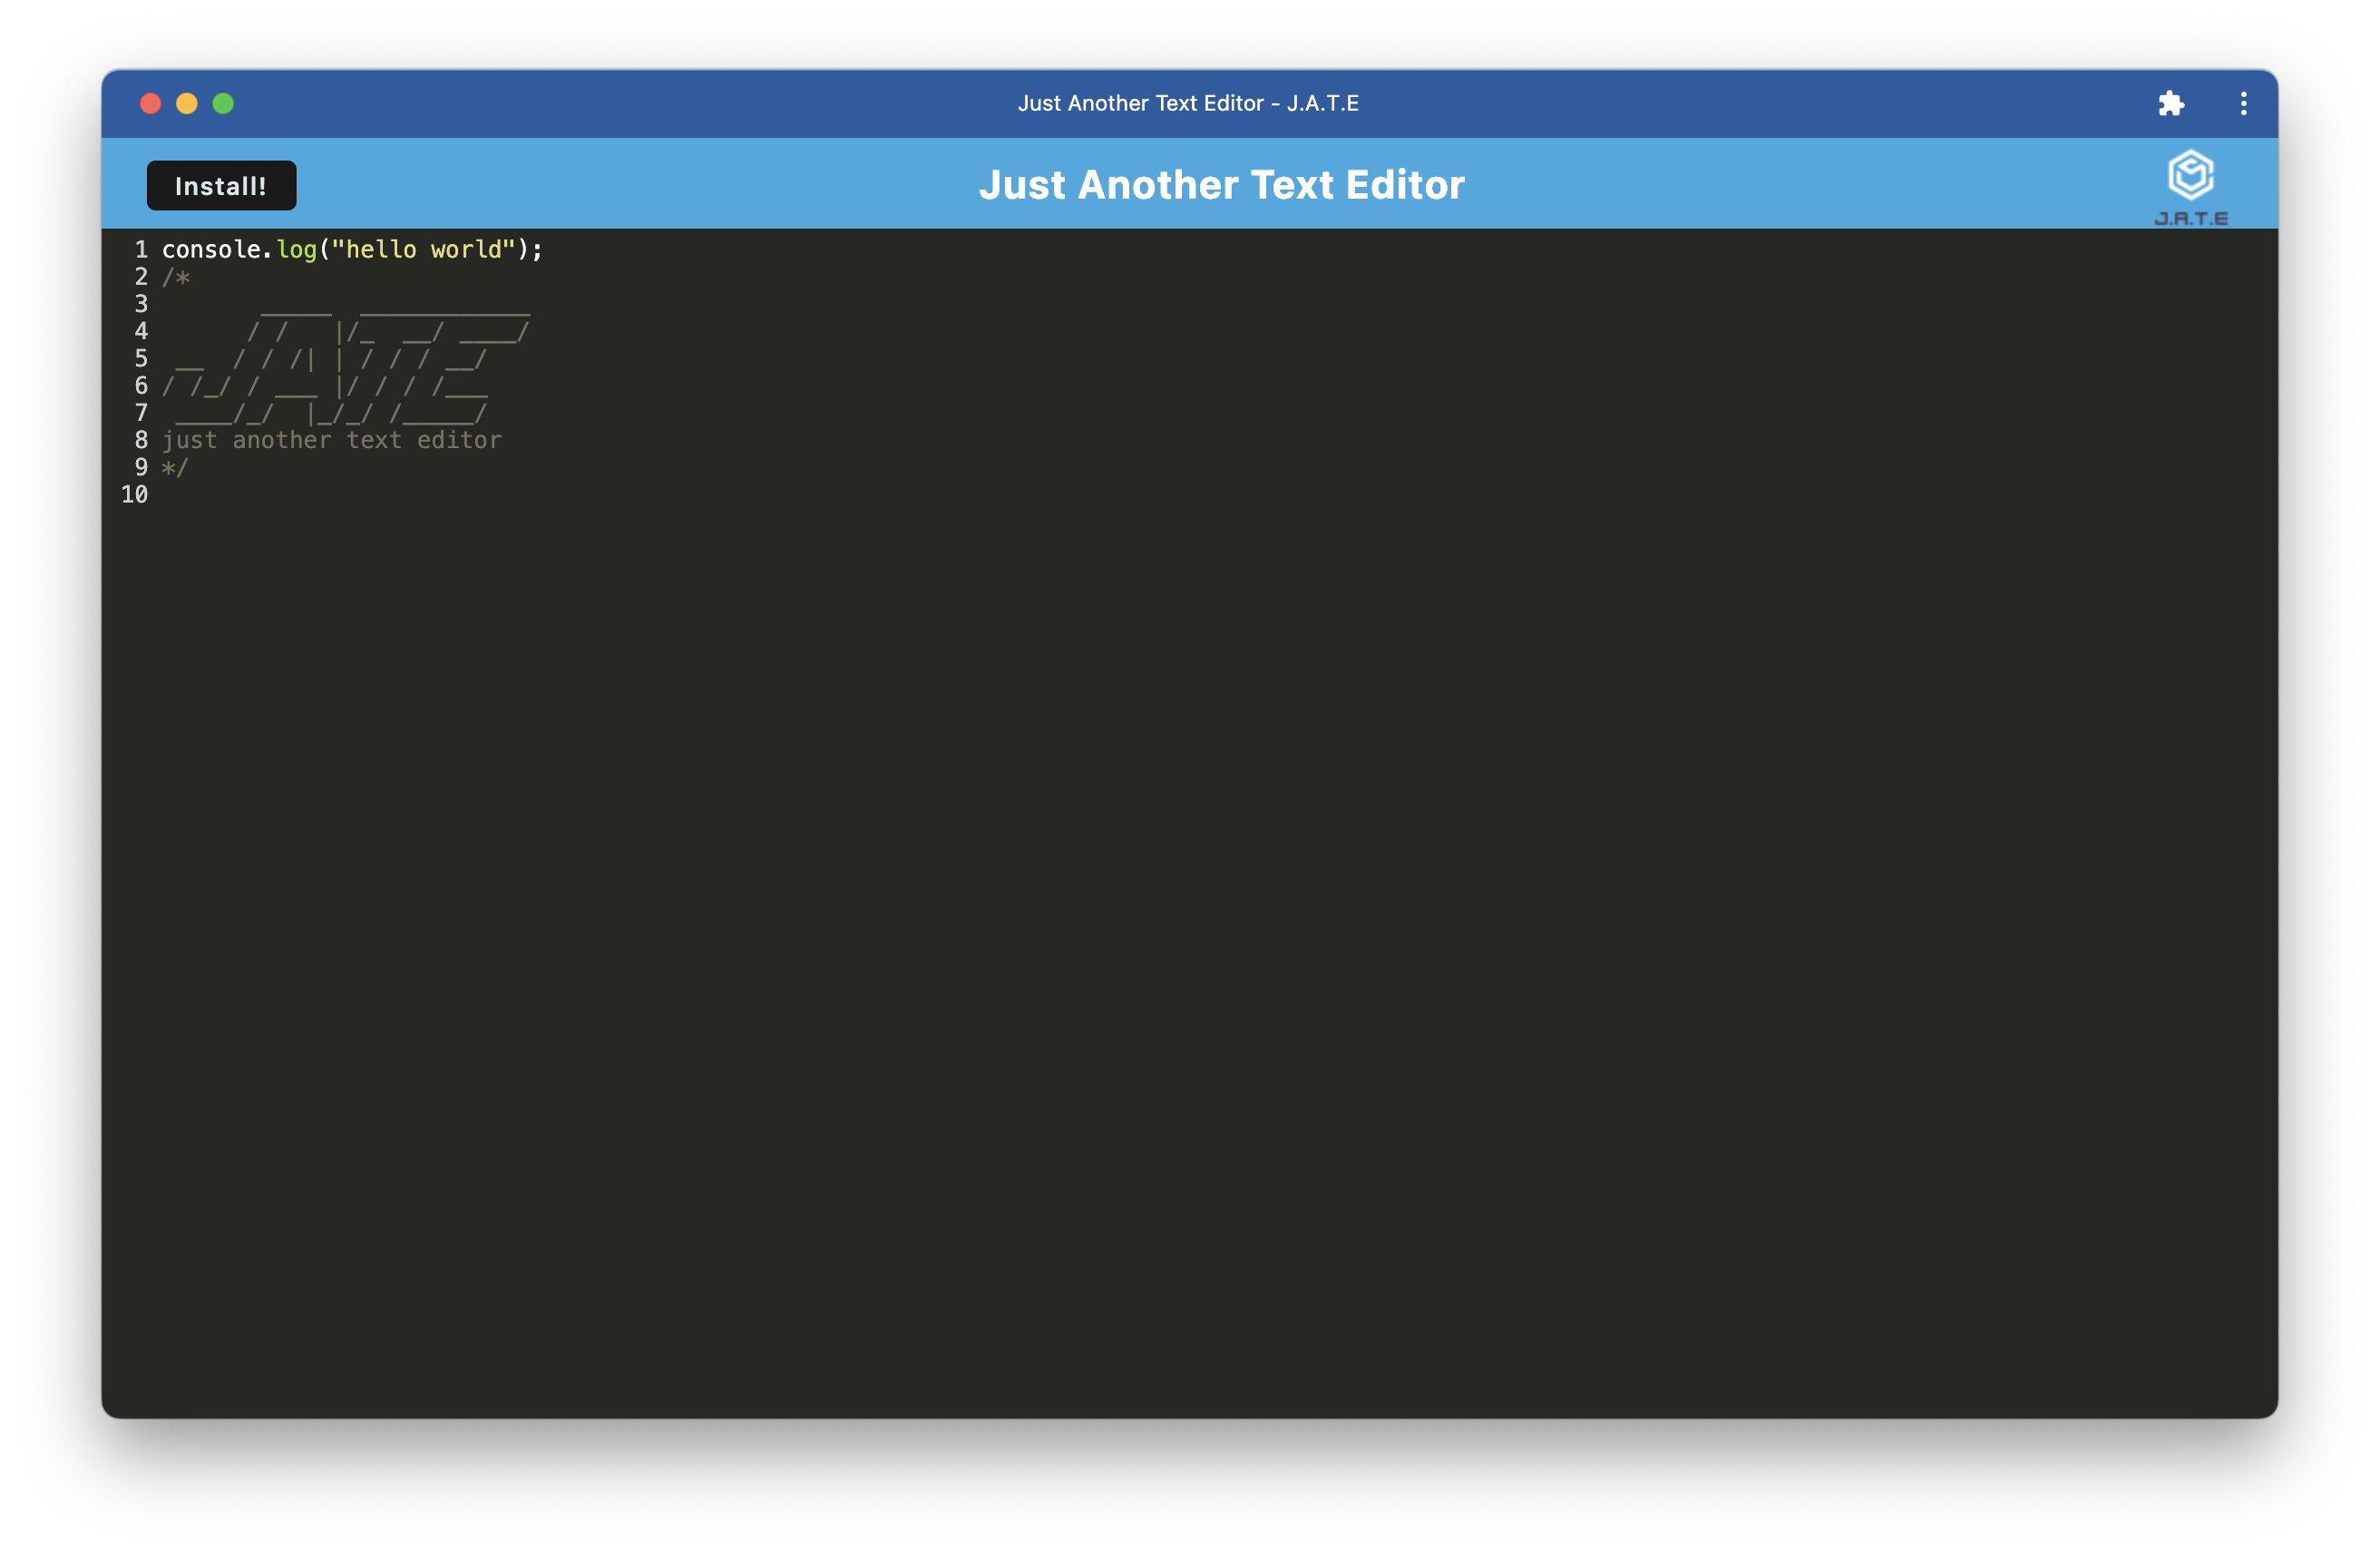 Just Another Text Editor - J.A.T.E
Install!
Just Another Text Editor
J.A.T.E
1 console.log("hello world");
2 /*
3        _____  ____________
4       / /   |/_  __/ ____/
5  __  / / /| | / / / __/
6 / /_/ / ___ |/ / / /___
7  ____/_/  |_/_/ /_____/
8 just another text editor
9 */
10